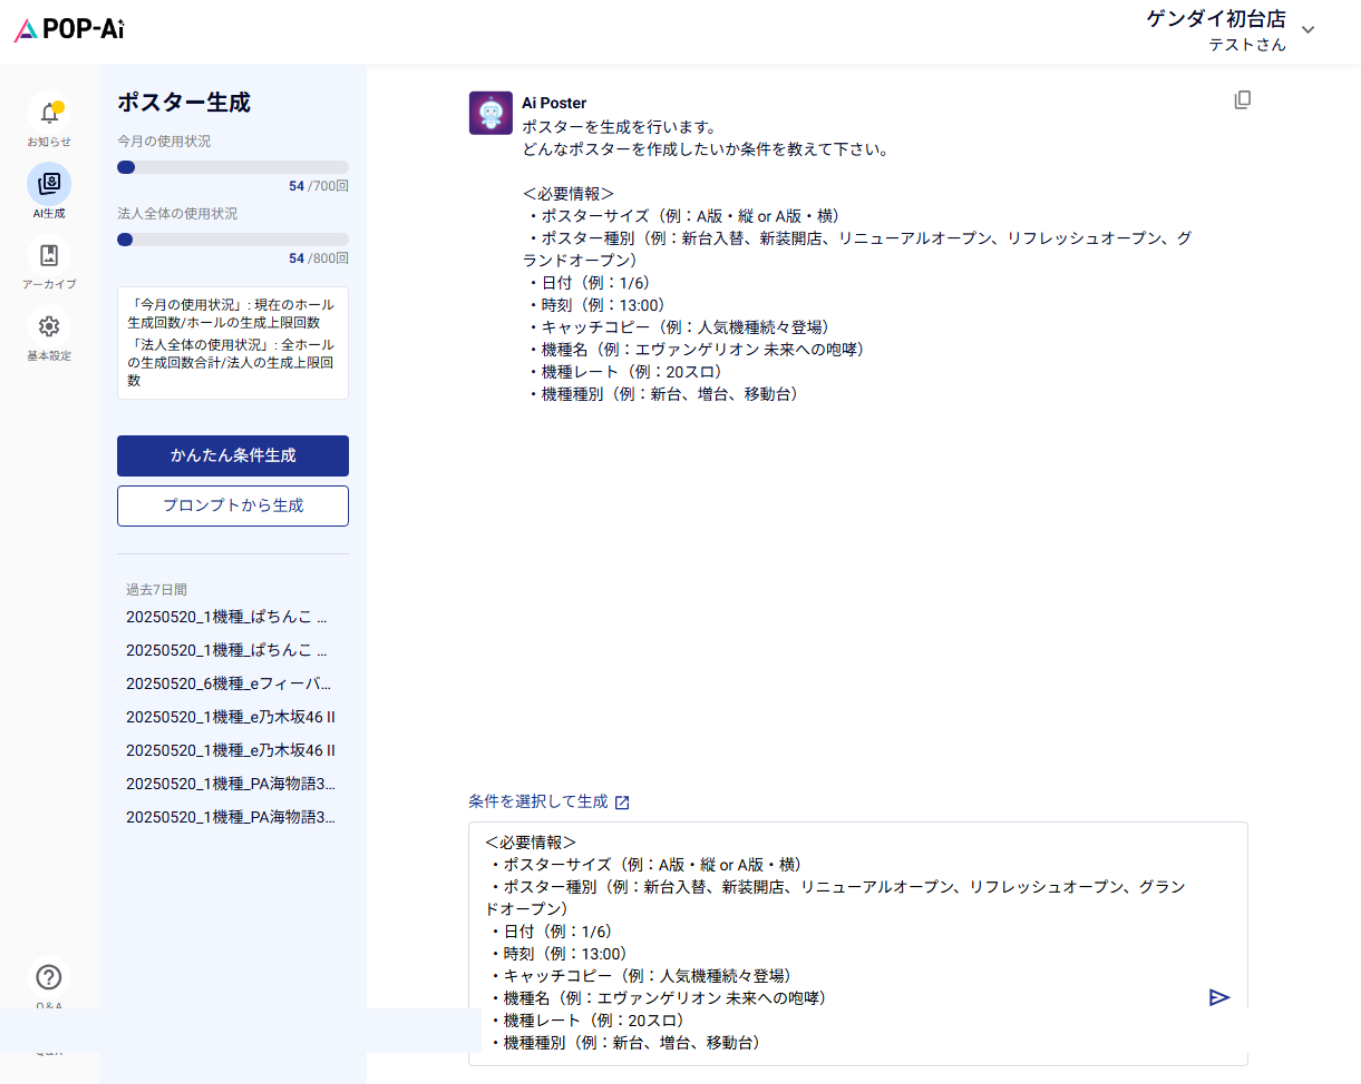 POP-Ai
ゲンダイ初台店
テストさん
お知らせ
AI生成
アーカイブ
基本設定
Q&A
ポスター生成
今月の使用状況
54 /700回
法人全体の使用状況
54 /800回
「今月の使用状況」: 現在のホール
生成回数/ホールの生成上限回数
「法人全体の使用状況」: 全ホール
の生成回数合計/法人の生成上限回
数
かんたん条件生成
プロンプトから生成
過去7日間
20250520_1機種_ぱちんこ ...
20250520_1機種_ぱちんこ ...
20250520_6機種_eフィーバ...
20250520_1機種_e乃木坂46 II
20250520_1機種_e乃木坂46 II
20250520_1機種_PA海物語3...
20250520_1機種_PA海物語3...
Ai Poster
ポスターを生成を行います。
どんなポスターを作成したいか条件を教えて下さい。
＜必要情報＞
・ポスターサイズ（例：A版・縦 or A版・横）
・ポスター種別（例：新台入替、新装開店、リニューアルオープン、リフレッシュオープン、グ
ランドオープン）
・日付（例：1/6）
・時刻（例：13:00）
・キャッチコピー（例：人気機種続々登場）
・機種名（例：エヴァンゲリオン 未来への咆哮）
・機種レート（例：20スロ）
・機種種別（例：新台、増台、移動台）
条件を選択して生成
＜必要情報＞
・ポスターサイズ（例：A版・縦 or A版・横）
・ポスター種別（例：新台入替、新装開店、リニューアルオープン、リフレッシュオープン、グラン
ドオープン）
・日付（例：1/6）
・時刻（例：13:00）
・キャッチコピー（例：人気機種続々登場）
・機種名（例：エヴァンゲリオン 未来への咆哮）
・機種レート（例：20スロ）
・機種種別（例：新台、増台、移動台）